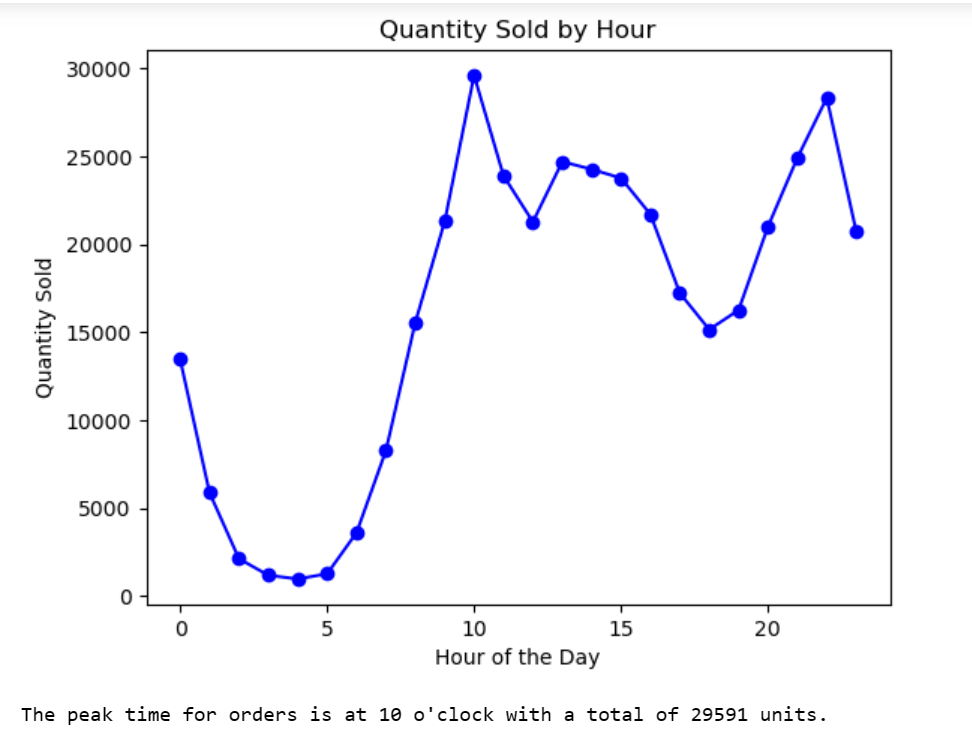 Quantity Sold by Hour
30000
25000
20000
15000
10000
5000
0
Quantity Sold
0 5 10 15 20
Hour of the Day
The peak time for orders is at 10 o'clock with a total of 29591 units.